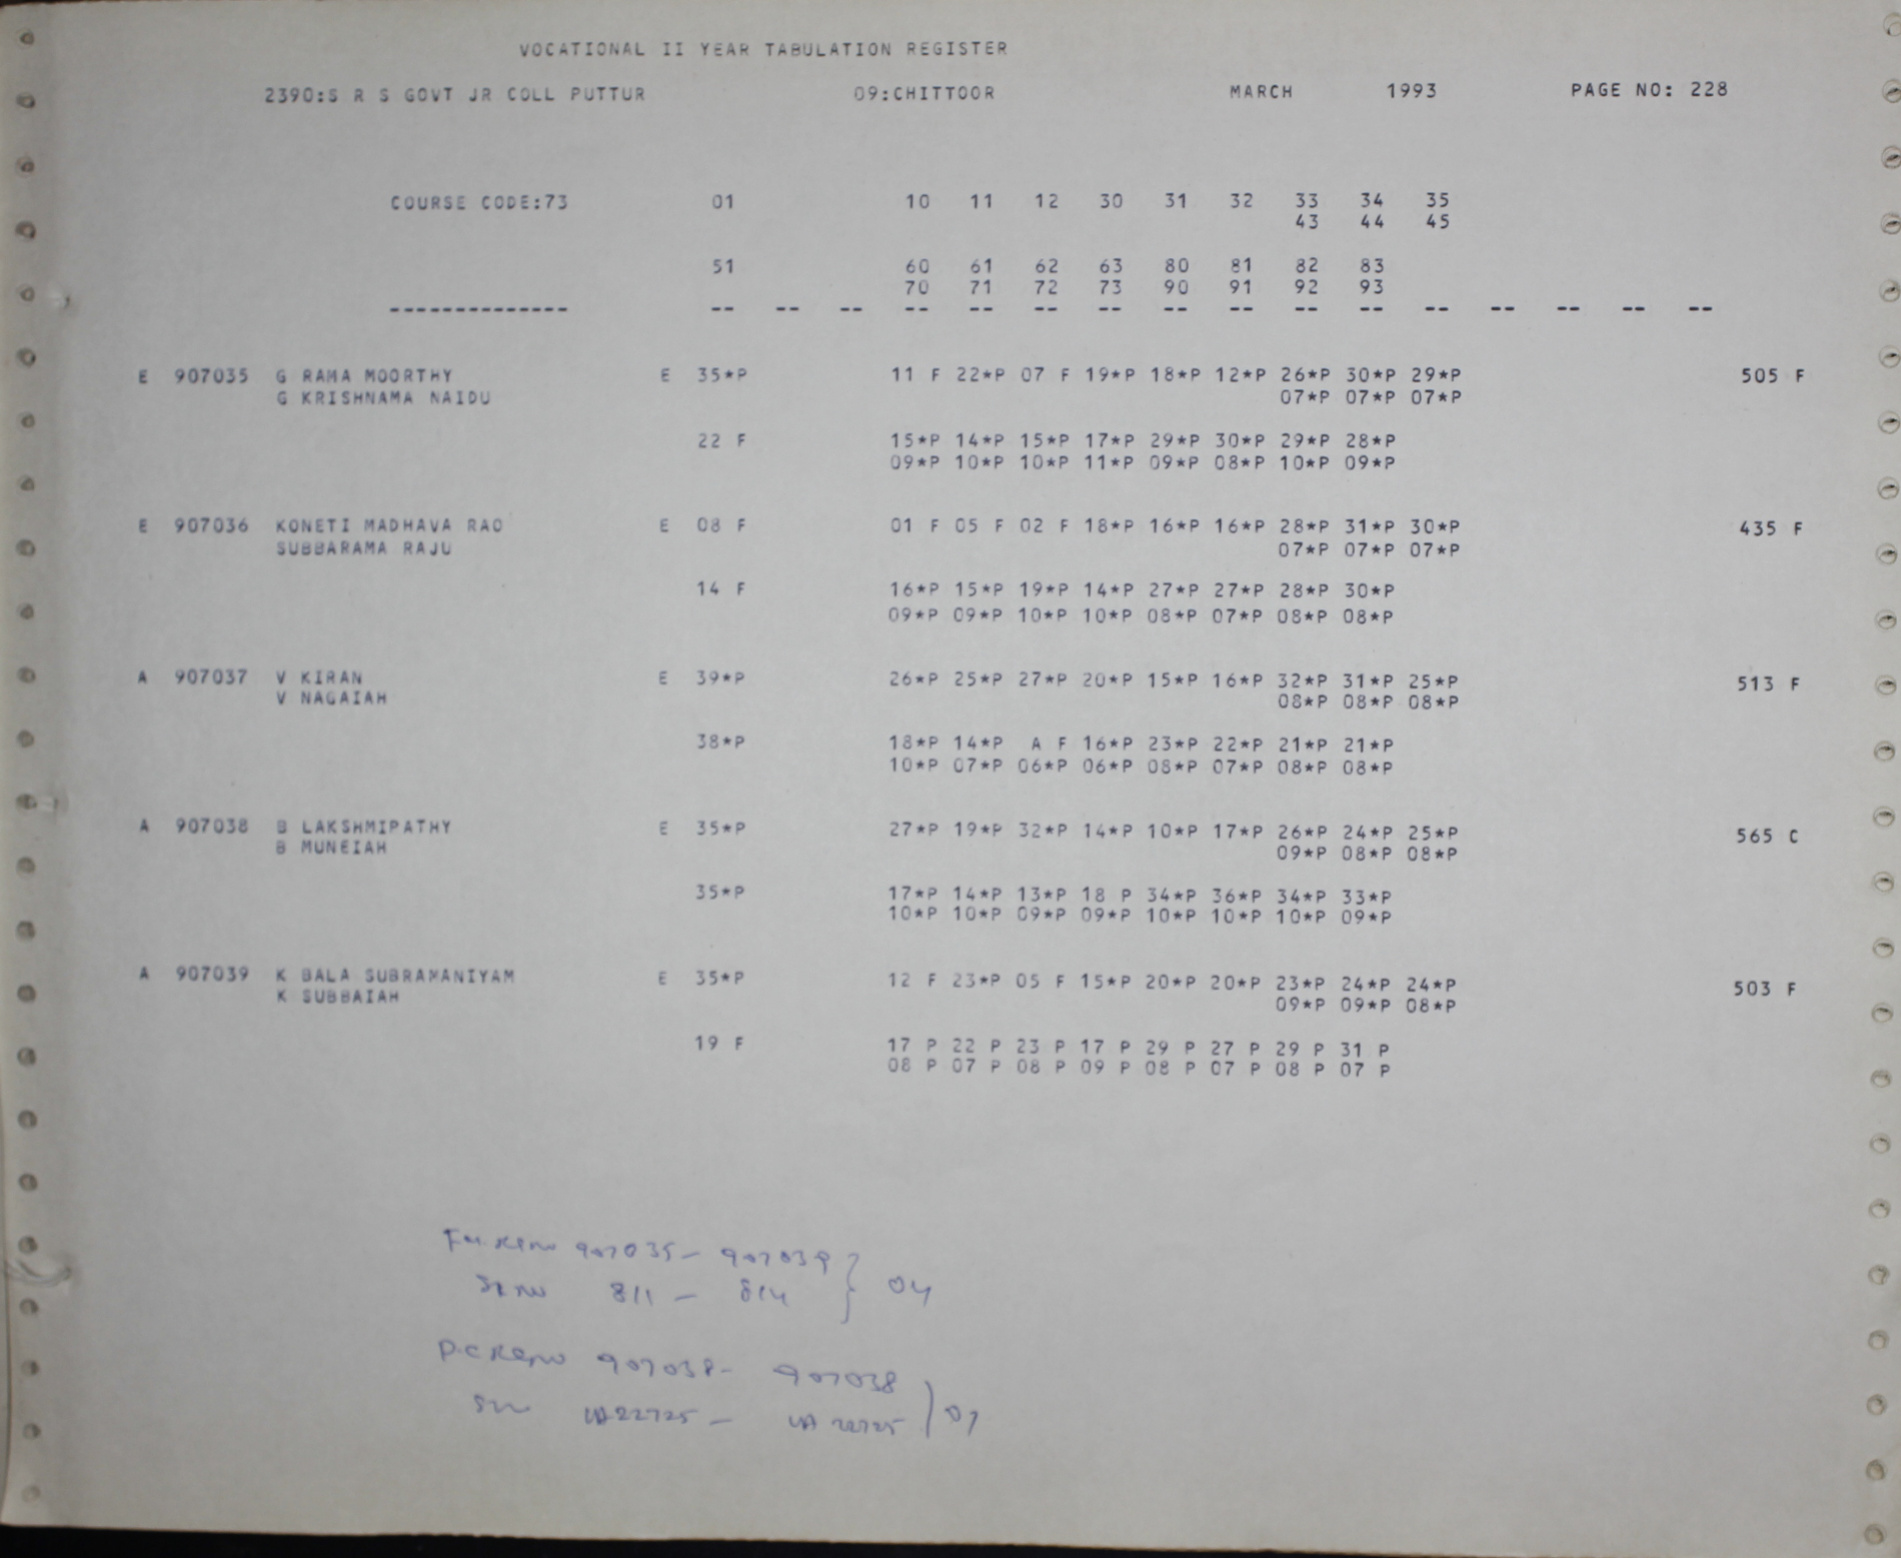 VOCATIONAL II YEAR TABULATION REGISTER
2390:S R S GOVT JR COLL PUTTUR 09:CHITTOOR MARCH 1993 PAGE NO: 228
COURSE CODE:73 01 10 11 12 30 31 32 33 34 35
43 44 45
51 60 61 62 63 80 81 82 83
70 71 72 73 90 91 92 93
-------------- -- -- -- -- -- -- -- -- -- -- -- -- -- -- -- --
E 907035 G RAMA MOORTHY E 35*P 11 F 22*P 07 F 19*P 18*P 12*P 26*P 30*P 29*P 505 F
G KRISHNAMA NAIDU 07*P 07*P 07*P
22 F 15*P 14*P 15*P 17*P 29*P 30*P 29*P 28*P
09*P 10*P 10*P 11*P 09*P 08*P 10*P 09*P
E 907036 KONETI MADHAVA RAO E 08 F 01 F 05 F 02 F 18*P 16*P 16*P 28*P 31*P 30*P 435 F
SUBBARAMA RAJU 07*P 07*P 07*P
14 F 16*P 15*P 19*P 14*P 27*P 27*P 28*P 30*P
09*P 09*P 10*P 10*P 08*P 07*P 08*P 08*P
A 907037 V KIRAN E 39*P 26*P 25*P 27*P 20*P 15*P 16*P 32*P 31*P 25*P 513 F
V NAGAIAH 08*P 08*P 08*P
38*P 18*P 14*P A F 16*P 23*P 22*P 21*P 21*P
10*P 07*P 06*P 06*P 08*P 07*P 08*P 08*P
A 907038 B LAKSHMIPATHY E 35*P 27*P 19*P 32*P 14*P 10*P 17*P 26*P 24*P 25*P 565 C
B MUNEIAH 09*P 08*P 08*P
35*P 17*P 14*P 13*P 18 P 34*P 36*P 34*P 33*P
10*P 10*P 09*P 09*P 10*P 10*P 10*P 09*P
A 907039 K BALA SUBRAMANIYAM E 35*P 12 F 23*P 05 F 15*P 20*P 20*P 23*P 24*P 24*P 503 F
K SUBBAIAH 09*P 09*P 08*P
19 F 17 P 22 P 23 P 17 P 29 P 27 P 29 P 31 P
08 P 07 P 08 P 09 P 08 P 07 P 08 P 07 P
907035 - 907039
811 - 814 } 04
907038 - 907038
22725 - 22725